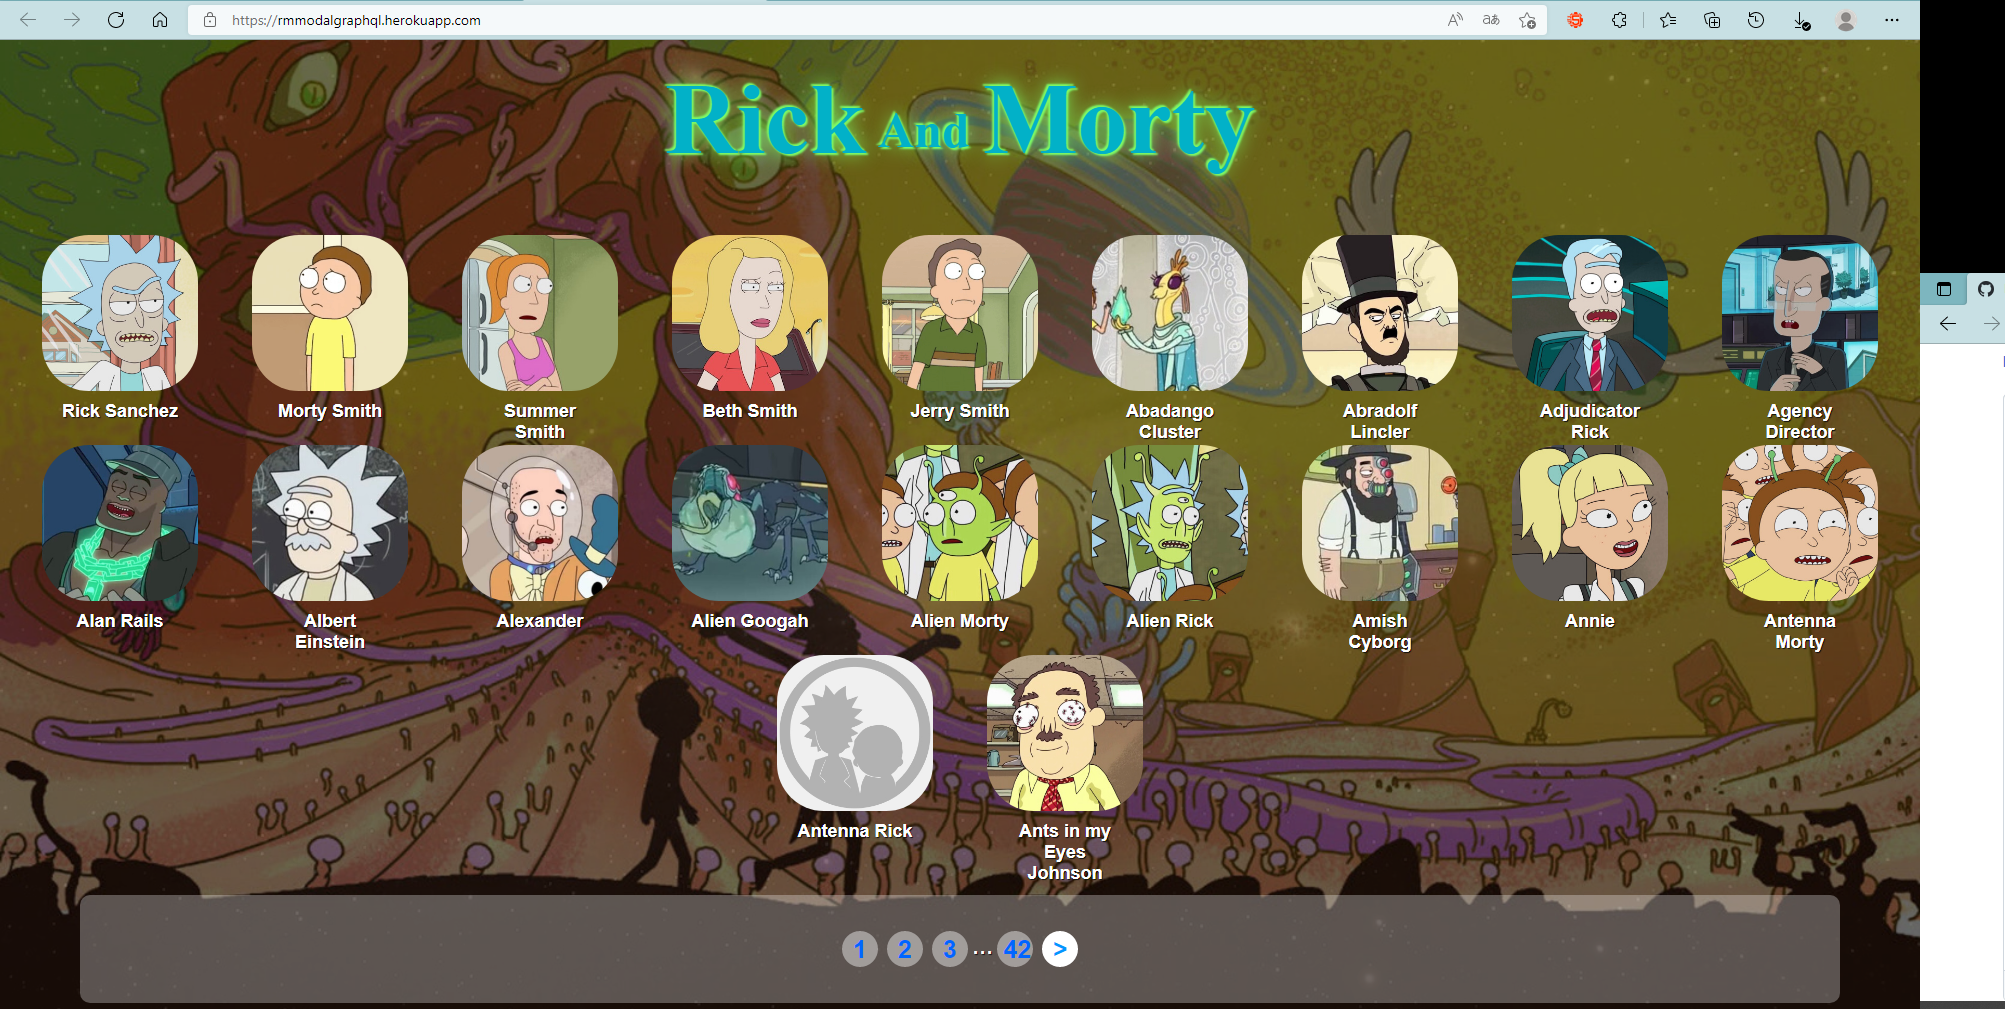 https://rmmodalgraphql.herokuapp.com
Rick And Morty
Rick Sanchez
Morty Smith
Summer
Smith
Beth Smith
Jerry Smith
Abadango
Cluster
Abradolf
Lincler
Adjudicator
Rick
Agency
Director
Alan Rails
Albert
Einstein
Alexander
Alien Googah
Alien Morty
Alien Rick
Amish
Cyborg
Annie
Antenna
Morty
Antenna Rick
Ants in my
Eyes
Johnson
1 2 3 ... 42 >